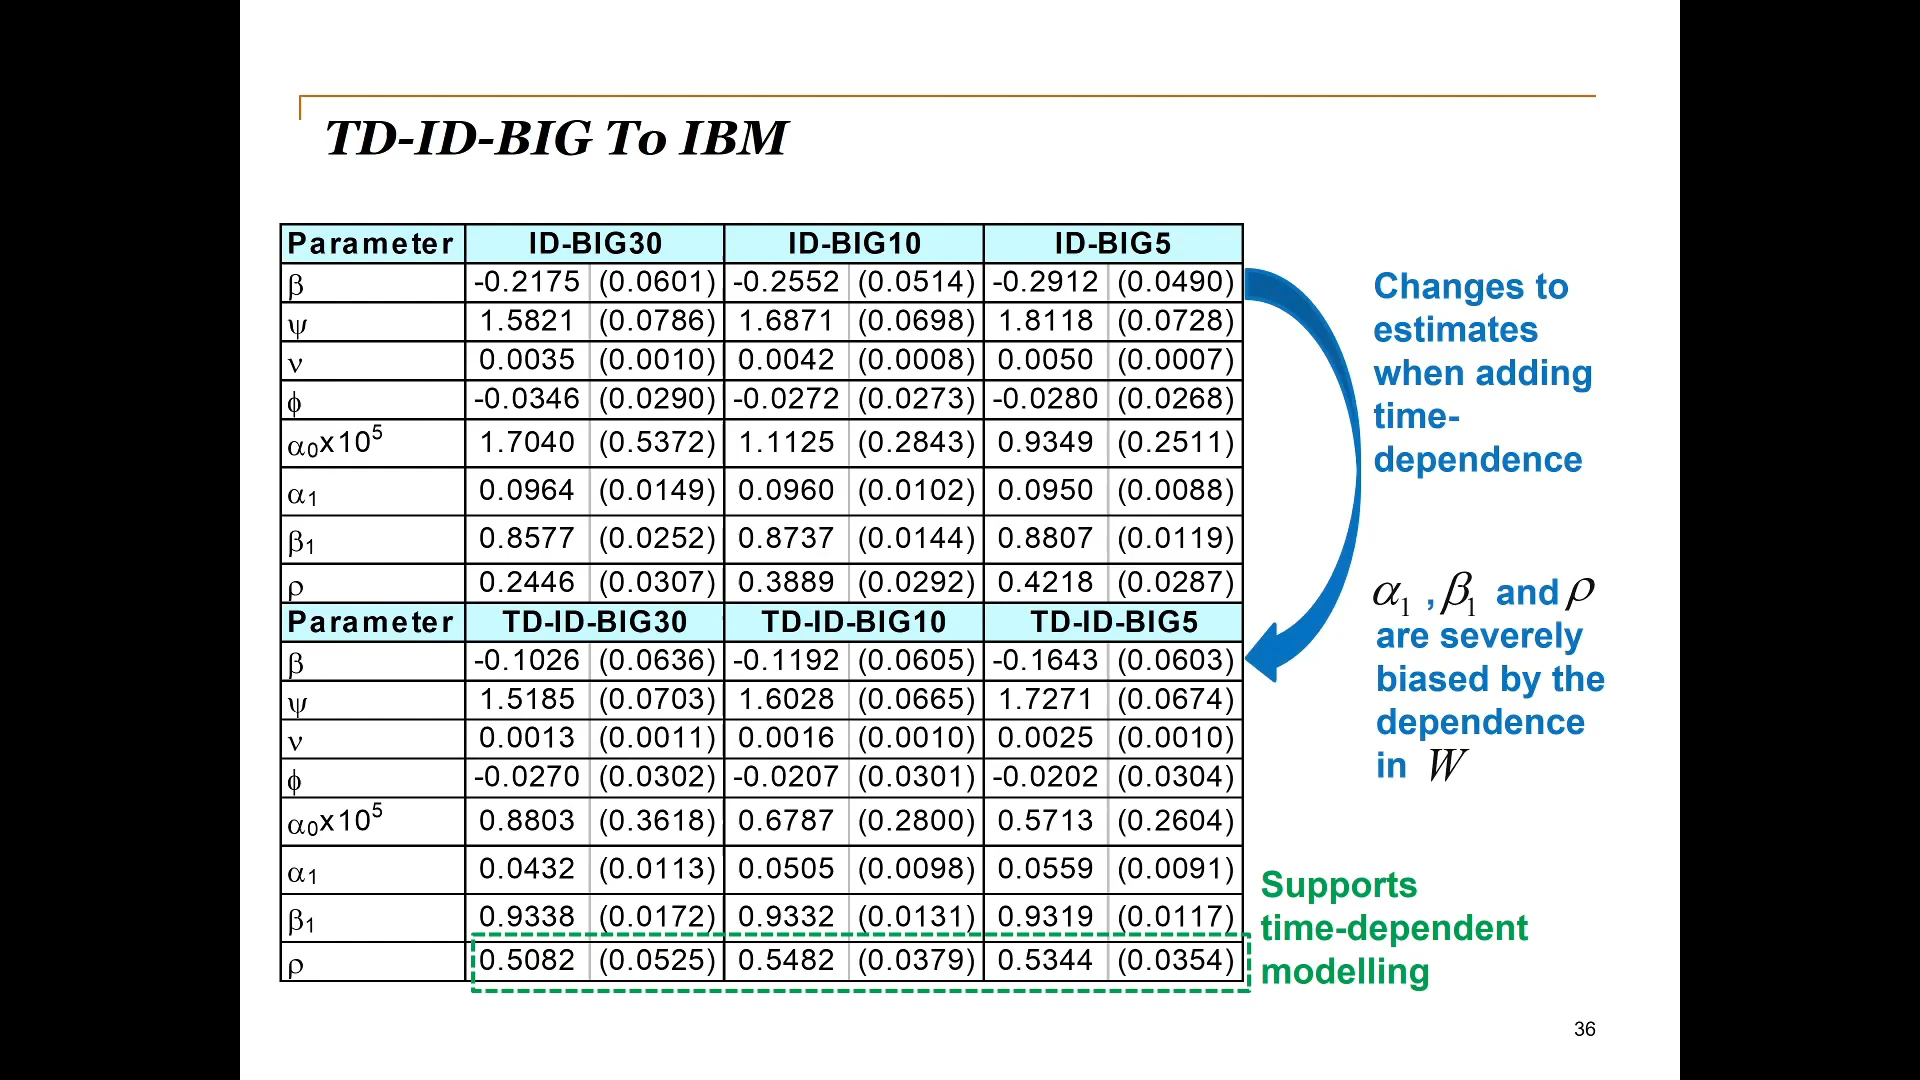 TD-ID-BIG To IBM
Parameter ID-BIG30 ID-BIG10 ID-BIG5
β -0.2175 (0.0601) -0.2552 (0.0514) -0.2912 (0.0490)
ψ 1.5821 (0.0786) 1.6871 (0.0698) 1.8118 (0.0728)
ν 0.0035 (0.0010) 0.0042 (0.0008) 0.0050 (0.0007)
ϕ -0.0346 (0.0290) -0.0272 (0.0273) -0.0280 (0.0268)
α₀x10⁵ 1.7040 (0.5372) 1.1125 (0.2843) 0.9349 (0.2511)
α₁ 0.0964 (0.0149) 0.0960 (0.0102) 0.0950 (0.0088)
β₁ 0.8577 (0.0252) 0.8737 (0.0144) 0.8807 (0.0119)
ρ 0.2446 (0.0307) 0.3889 (0.0292) 0.4218 (0.0287)
Parameter TD-ID-BIG30 TD-ID-BIG10 TD-ID-BIG5
β -0.1026 (0.0636) -0.1192 (0.0605) -0.1643 (0.0603)
ψ 1.5185 (0.0703) 1.6028 (0.0665) 1.7271 (0.0674)
ν 0.0013 (0.0011) 0.0016 (0.0010) 0.0025 (0.0010)
ϕ -0.0270 (0.0302) -0.0207 (0.0301) -0.0202 (0.0304)
α₀x10⁵ 0.8803 (0.3618) 0.6787 (0.2800) 0.5713 (0.2604)
α₁ 0.0432 (0.0113) 0.0505 (0.0098) 0.0559 (0.0091)
β₁ 0.9338 (0.0172) 0.9332 (0.0131) 0.9319 (0.0117)
ρ 0.5082 (0.0525) 0.5482 (0.0379) 0.5344 (0.0354)
Changes to
estimates
when adding
time-
dependence
α₁ , β₁ and ρ
are severely
biased by the
dependence
in W
Supports
time-dependent
modelling
36